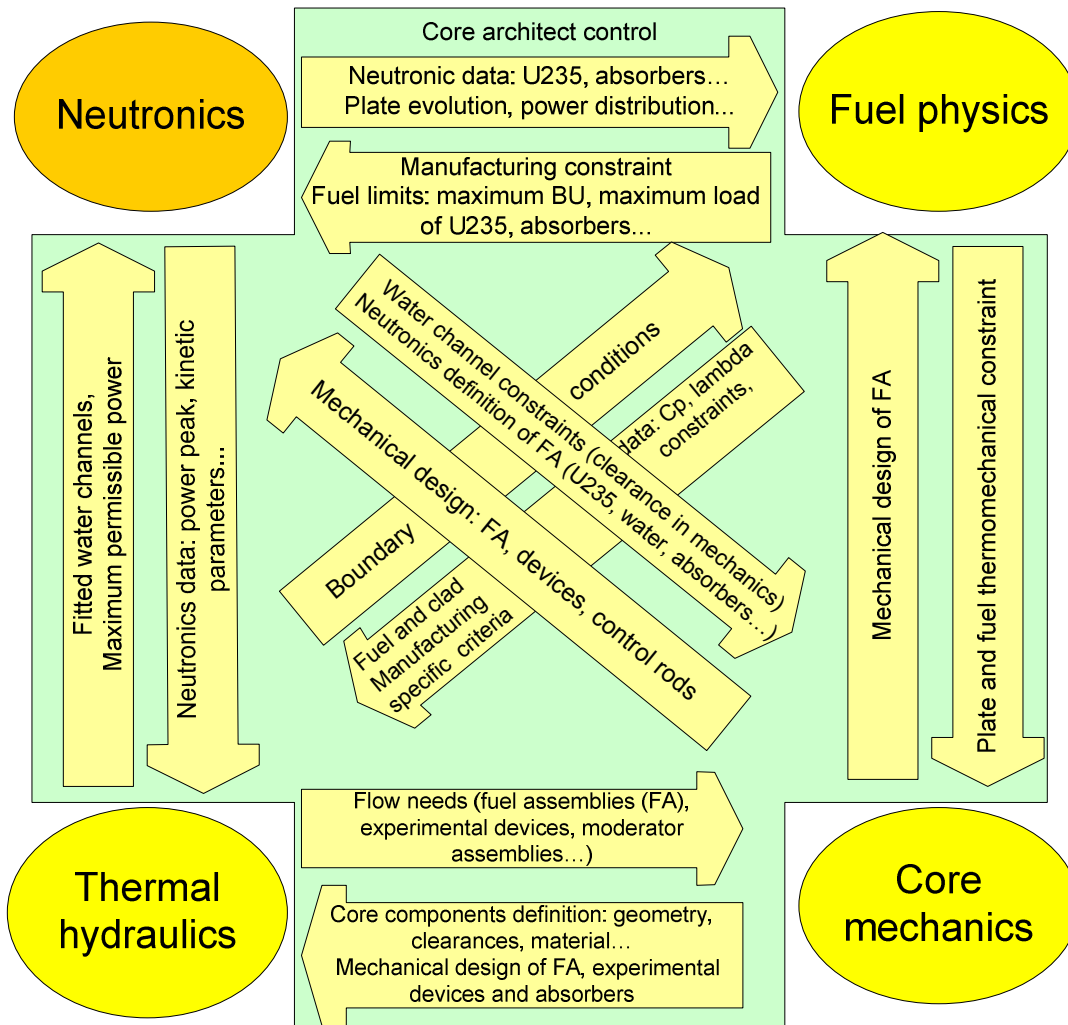 Core architect control
Neutronics
Neutronic data: U235, absorbers…
Plate evolution, power distribution...
Fuel physics
Manufacturing constraint
Fuel limits: maximum BU, maximum load
of U235, absorbers…
Fitted water channels,
Maximum permissible power
Neutronics data: power peak, kinetic
parameters...
Water channel constraints (clearance in mechanics)
Neutronics definition of FA (U235, water, absorbers…)
Boundary
conditions
Mechanical design: FA, devices, control rods
data: Cp, lambda
constraints,
Fuel and clad
Manufacturing
specific criteria
Mechanical design of FA
Plate and fuel thermomechanical constraint
Flow needs (fuel assemblies (FA),
experimental devices, moderator
assemblies…)
Thermal
hydraulics
Core
mechanics
Core components definition: geometry,
clearances, material…
Mechanical design of FA, experimental
devices and absorbers